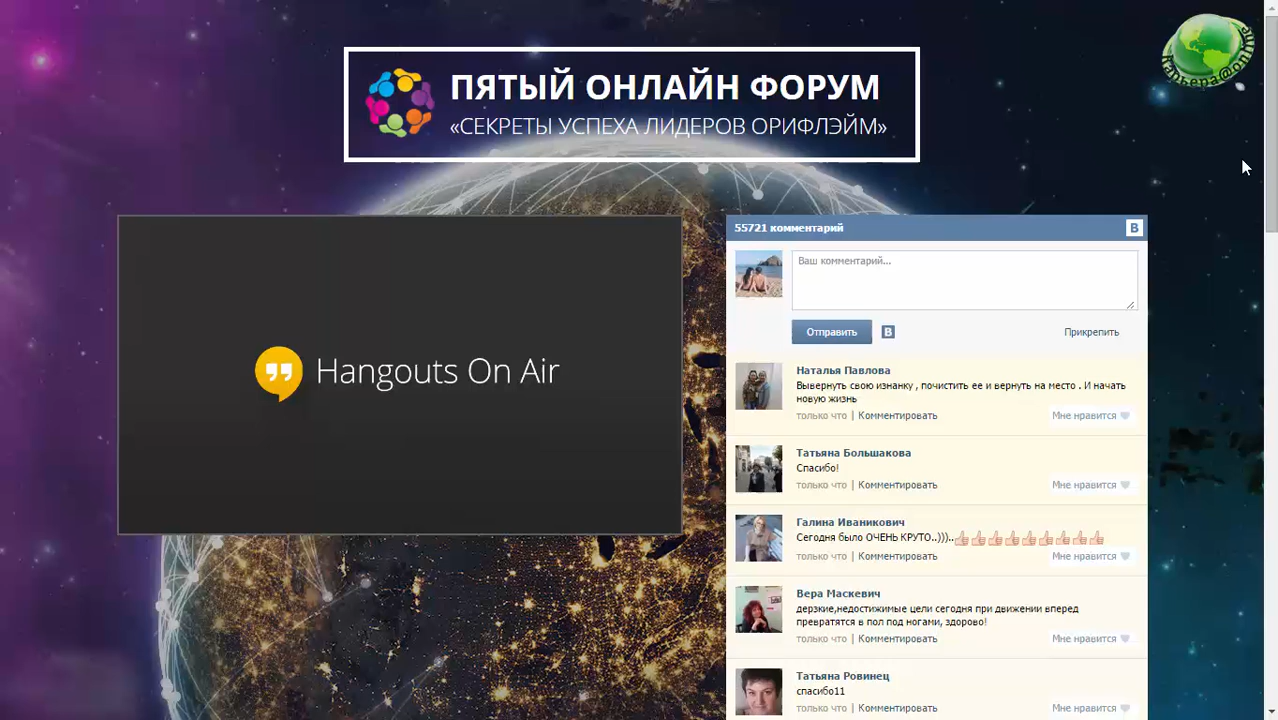 карьера@online
ПЯТЫЙ ОНЛАЙН ФОРУМ
«СЕКРЕТЫ УСПЕХА ЛИДЕРОВ ОРИФЛЭЙМ»
Hangouts On Air
55721 комментарий
B
Ваш комментарий...
Отправить
B
Прикрепить
Наталья Павлова
Вывернуть свою изнанку , почистить ее и вернуть на место . И начать
новую жизнь
только что | Комментировать
Мне нравится
Татьяна Большакова
Спасибо!
только что | Комментировать
Мне нравится
Галина Иваникович
Сегодня было ОЧЕНЬ КРУТО..)))..
только что | Комментировать
Мне нравится
Вера Маскевич
дерзкие,недостижимые цели сегодня при движении вперед
превратятся в пол под ногами, здорово!
только что | Комментировать
Мне нравится
Татьяна Ровинец
спасибо11
только что | Комментировать
Мне нравится